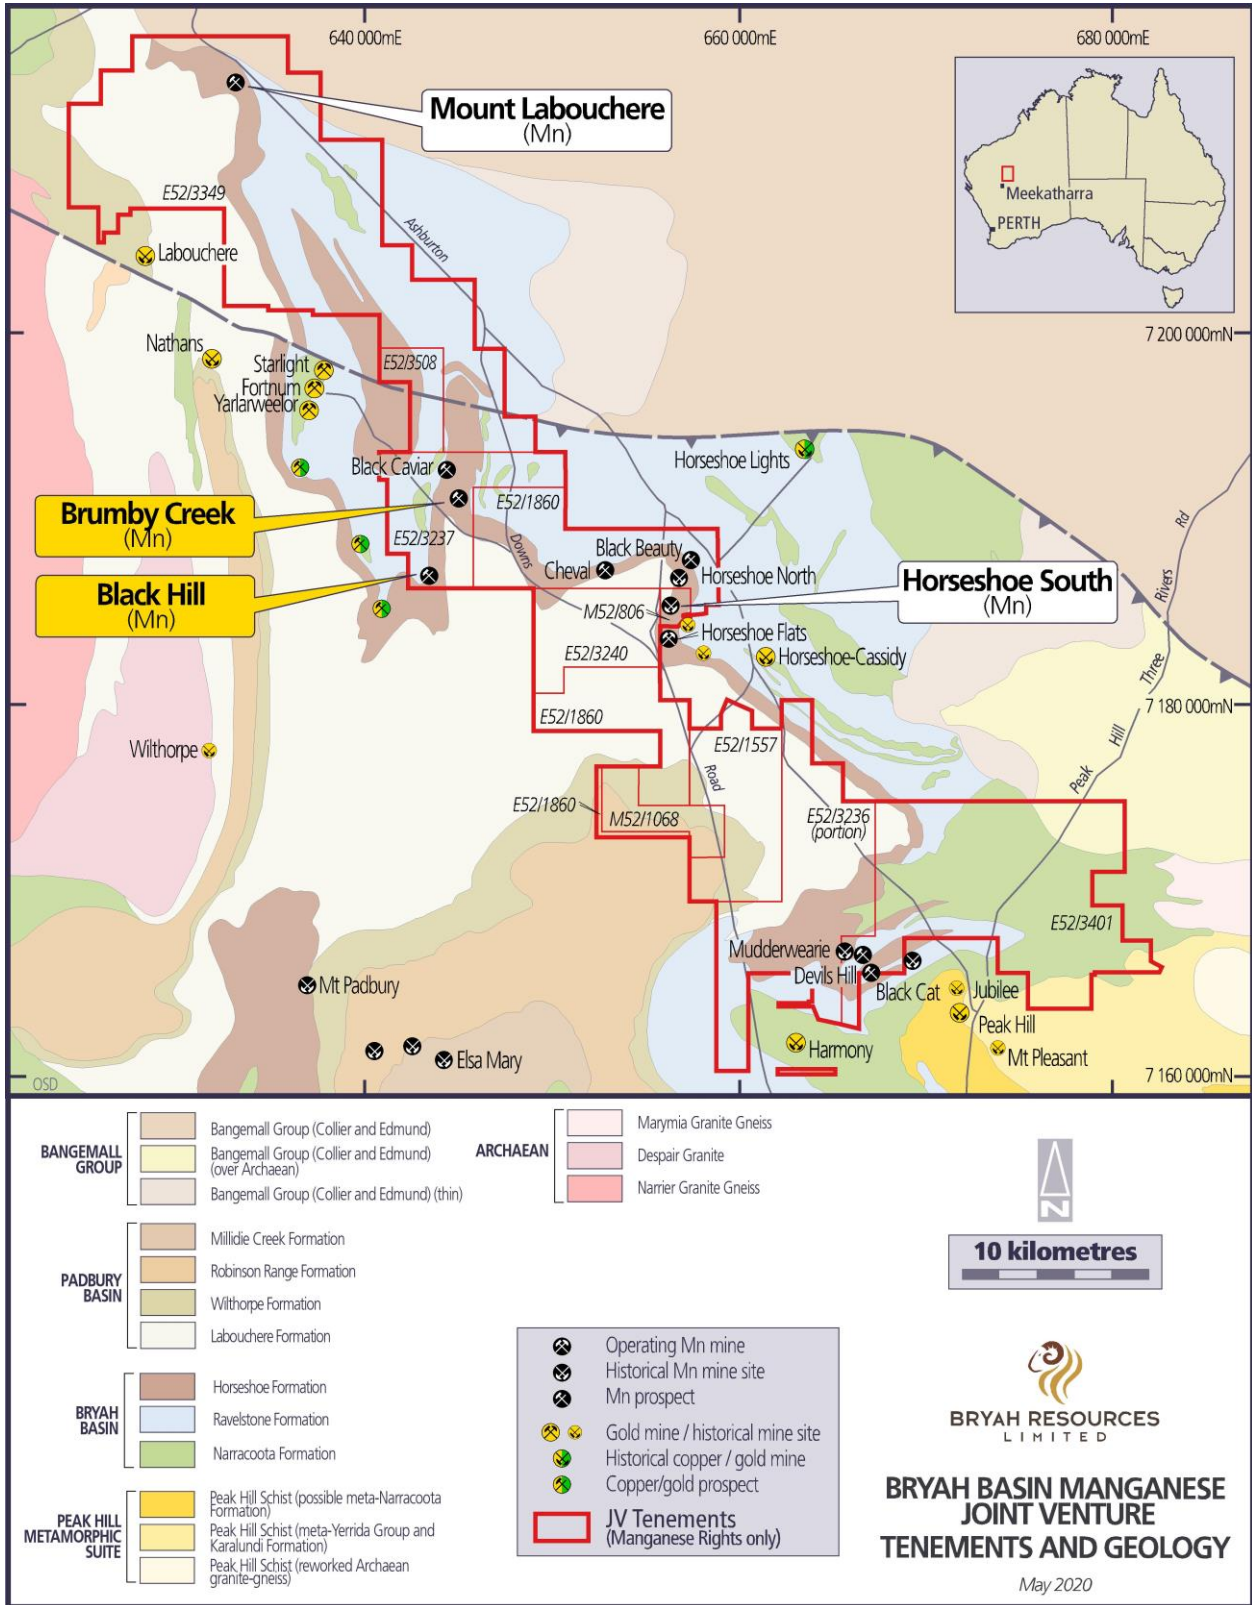 640 000mE
660 000mE
680 000mE
Mount Labouchere
(Mn)
Meekatharra
PERTH
E52/3349
Ashburton
Labouchere
7 200 000mN
Nathans
Starlight
Fortnum
Yarlarweelor
E52/3508
Black Caviar
Horseshoe Lights
E52/1860
Rd
Brumby Creek
(Mn)
E52/3237
Downs
Black Beauty
Cheval
Horseshoe North
Rivers
Black Hill
(Mn)
Horseshoe South
(Mn)
M52/806
Horseshoe Flats
E52/3240
Horseshoe-Cassidy
Three
E52/1860
7 180 000mN
Wilthorpe
E52/1557
Hill
Road
Peak
E52/1860
M52/1068
E52/3236
(portion)
E52/3401
Mudderwearie
Devils Hill
Mt Padbury
Black Cat
Jubilee
Peak Hill
Harmony
Mt Pleasant
Elsa Mary
7 160 000mN
OSD
BANGEMALL
GROUP
Bangemall Group (Collier and Edmund)
Bangemall Group (Collier and Edmund)
(over Archaean)
Bangemall Group (Collier and Edmund) (thin)
PADBURY
BASIN
Millidie Creek Formation
Robinson Range Formation
Wilthorpe Formation
Labouchere Formation
BRYAH
BASIN
Horseshoe Formation
Ravelstone Formation
Narracoota Formation
PEAK HILL
METAMORPHIC
SUITE
Peak Hill Schist (possible meta-Narracoota
Formation)
Peak Hill Schist (meta-Yerrida Group and
Karalundi Formation)
Peak Hill Schist (reworked Archaean
granite-gneiss)
ARCHAEAN
Marymia Granite Gneiss
Despair Granite
Narrier Granite Gneiss
Operating Mn mine
Historical Mn mine site
Mn prospect
Gold mine / historical mine site
Historical copper / gold mine
Copper/gold prospect
JV Tenements
(Manganese Rights only)
N
10 kilometres
BRYAH RESOURCES
LIMITED
BRYAH BASIN MANGANESE
JOINT VENTURE
TENEMENTS AND GEOLOGY
May 2020